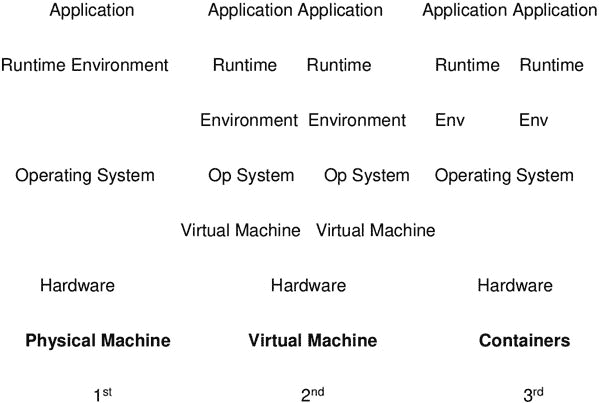 Application Application Application Application Application
Runtime Environment Runtime Runtime Runtime Runtime
Environment Environment Env Env
Operating System Op System Op System Operating System
Virtual Machine Virtual Machine
Hardware Hardware Hardware
Physical Machine Virtual Machine Containers
1st 2nd 3rd